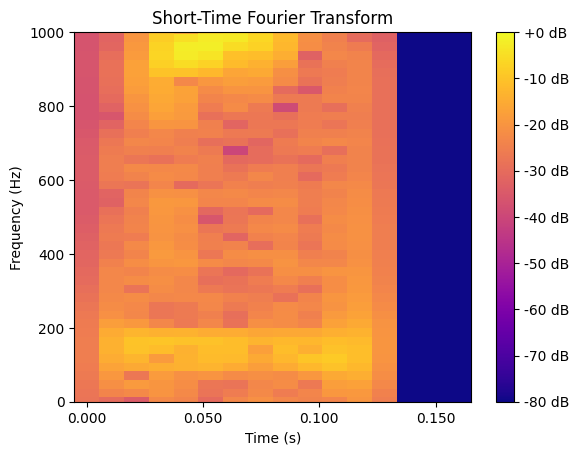 Short-Time Fourier Transform
Frequency (Hz)
1000
800
600
400
200
0
0.000 0.050 0.100 0.150
Time (s)
+0 dB
-10 dB
-20 dB
-30 dB
-40 dB
-50 dB
-60 dB
-70 dB
-80 dB